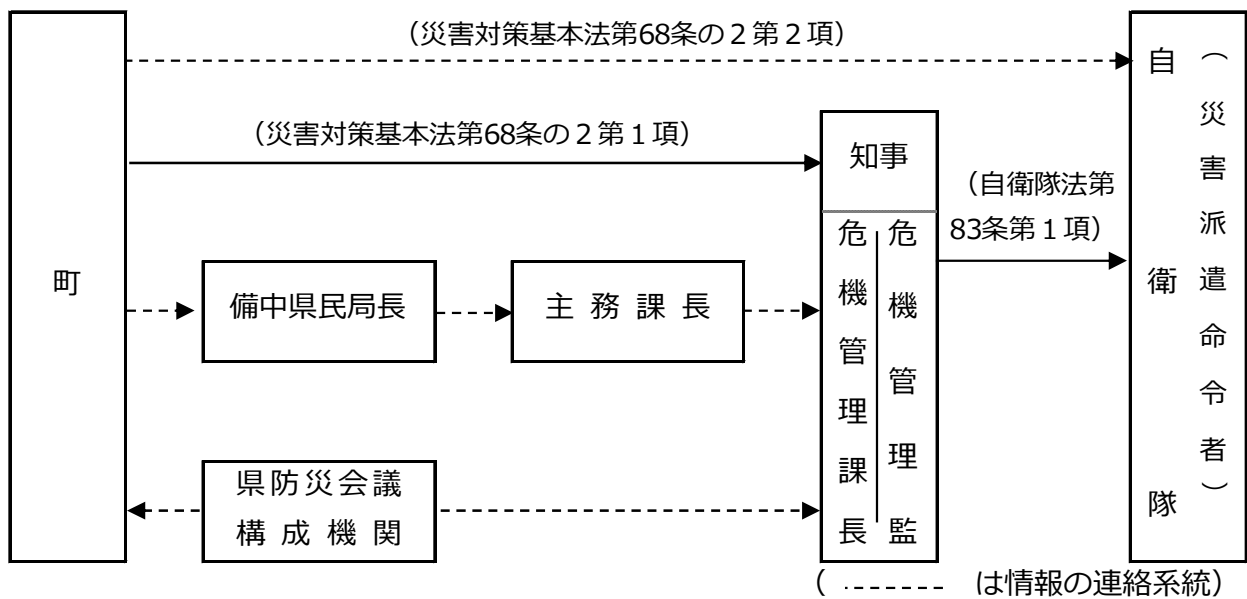 （災害対策基本法第68条の２第２項）
（災害対策基本法第68条の２第１項）
町
備中県民局長
主務課長
県防災会議
構成機関
知事
危機管理監
危機管理課長
（自衛隊法第
83条第１項）
自衛隊
（災害派遣命令者）
（ は情報の連絡系統）